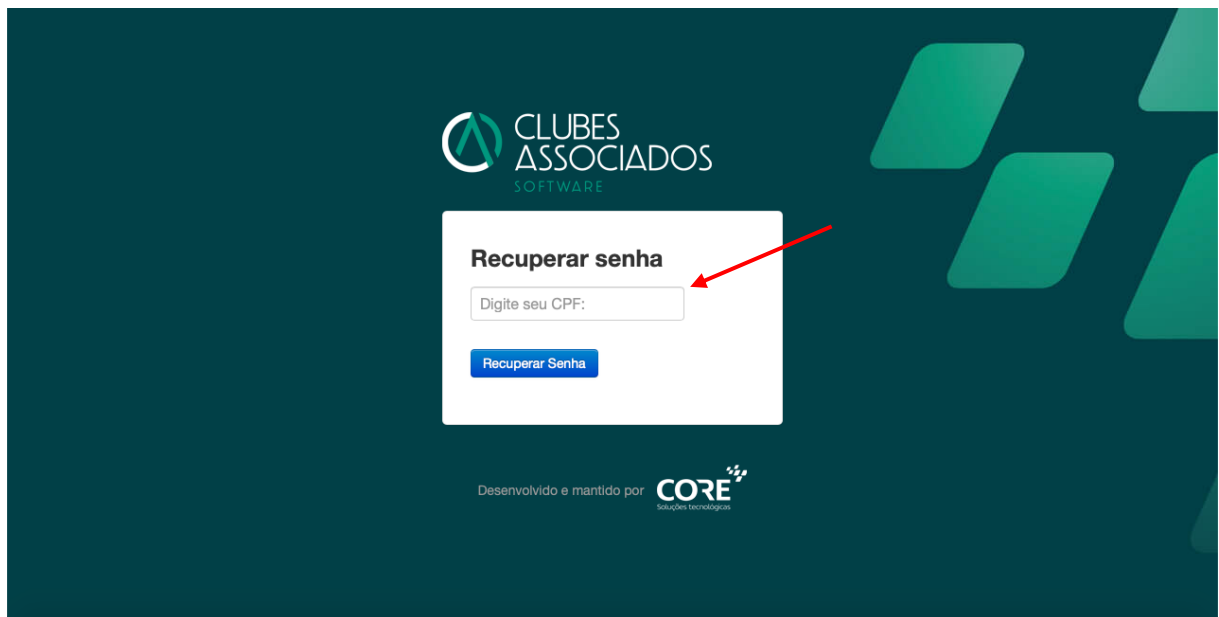 CLUBES
ASSOCIADOS
SOFTWARE
Recuperar senha
Digite seu CPF:
Recuperar Senha
Desenvolvido e mantido por
CORE
Soluções tecnológicas